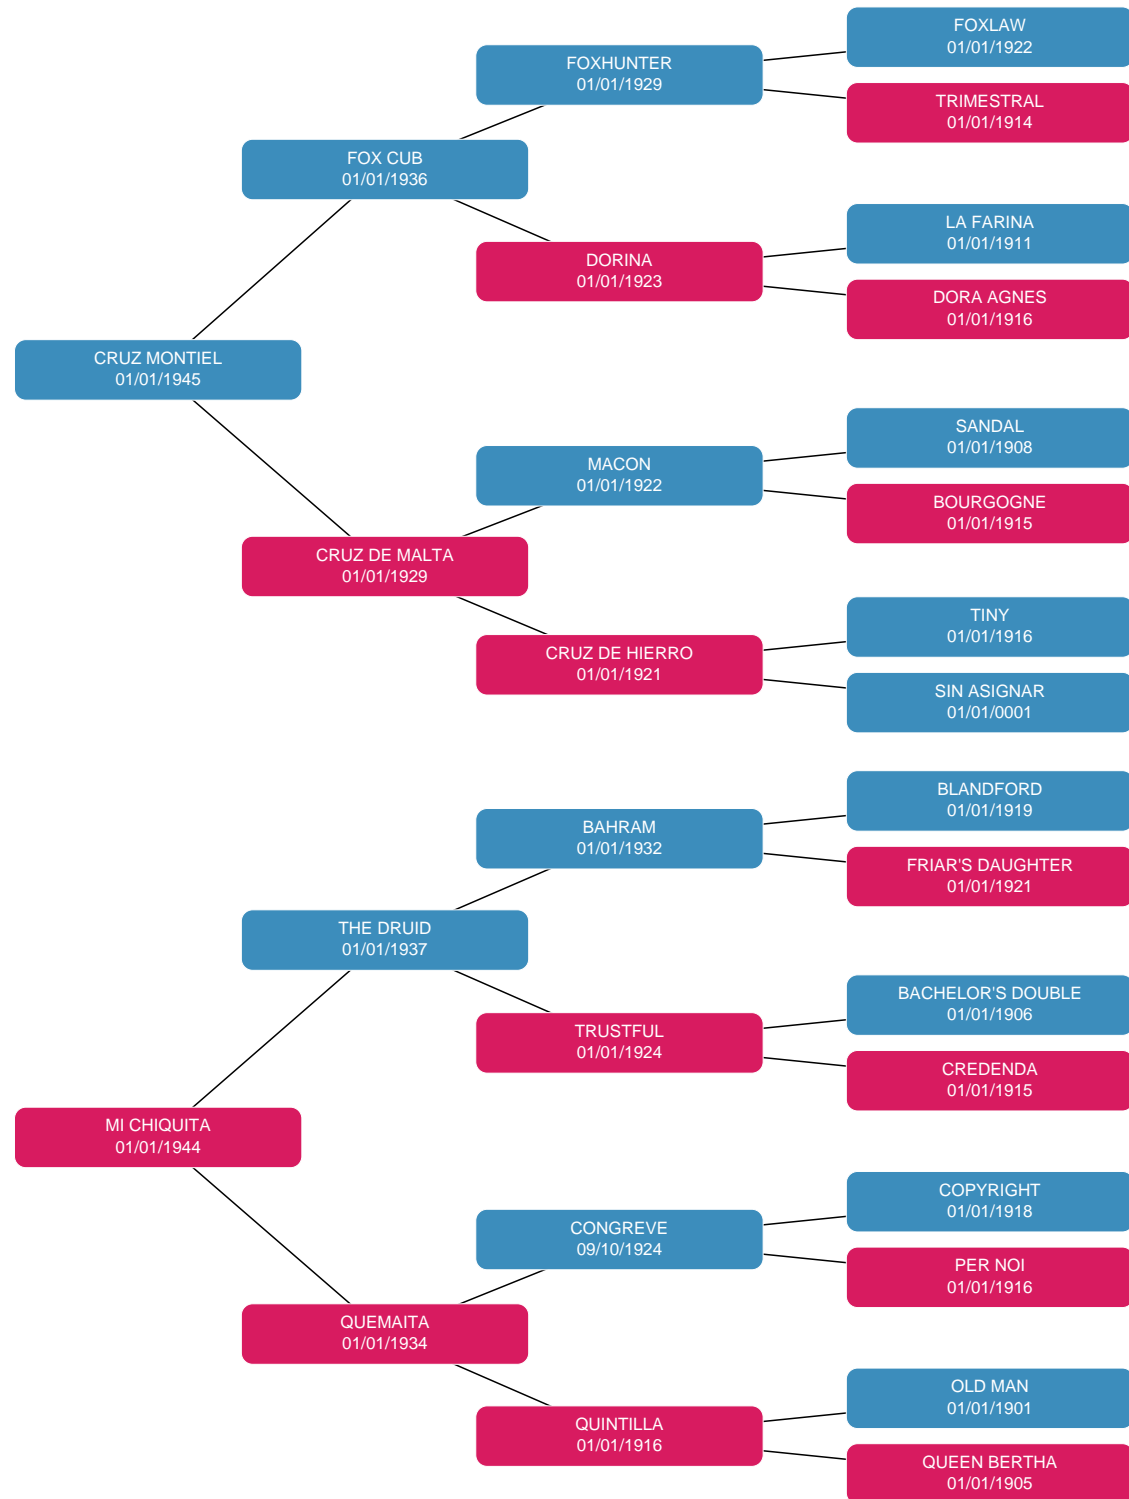 FOXLAW
01/01/1922
FOXHUNTER
01/01/1929
TRIMESTRAL
01/01/1914
FOX CUB
01/01/1936
LA FARINA
01/01/1911
DORINA
01/01/1923
DORA AGNES
01/01/1916
CRUZ MONTIEL
01/01/1945
SANDAL
01/01/1908
MACON
01/01/1922
BOURGOGNE
01/01/1915
CRUZ DE MALTA
01/01/1929
TINY
01/01/1916
CRUZ DE HIERRO
01/01/1921
SIN ASIGNAR
01/01/0001
BLANDFORD
01/01/1919
BAHRAM
01/01/1932
FRIAR'S DAUGHTER
01/01/1921
THE DRUID
01/01/1937
BACHELOR'S DOUBLE
01/01/1906
TRUSTFUL
01/01/1924
CREDENDA
01/01/1915
MI CHIQUITA
01/01/1944
COPYRIGHT
01/01/1918
CONGREVE
09/10/1924
PER NOI
01/01/1916
QUEMAITA
01/01/1934
OLD MAN
01/01/1901
QUINTILLA
01/01/1916
QUEEN BERTHA
01/01/1905